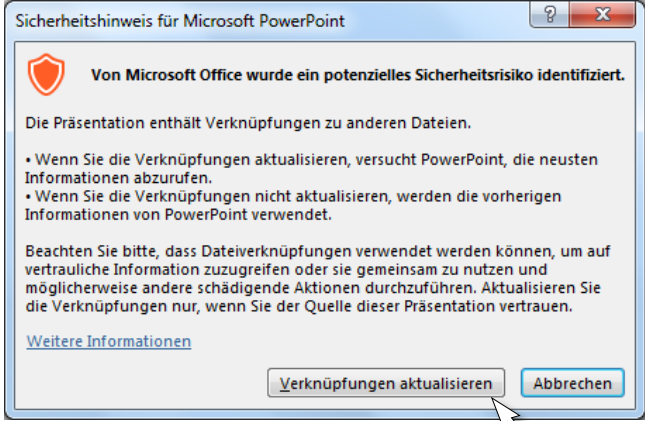 Sicherheitshinweis für Microsoft PowerPoint
Von Microsoft Office wurde ein potenzielles Sicherheitsrisiko identifiziert.
Die Präsentation enthält Verknüpfungen zu anderen Dateien.
• Wenn Sie die Verknüpfungen aktualisieren, versucht PowerPoint, die neusten
Informationen abzurufen.
• Wenn Sie die Verknüpfungen nicht aktualisieren, werden die vorherigen
Informationen von PowerPoint verwendet.
Beachten Sie bitte, dass Dateiverknüpfungen verwendet werden können, um auf
vertrauliche Information zuzugreifen oder sie gemeinsam zu nutzen und
möglicherweise andere schädigende Aktionen durchzuführen. Aktualisieren Sie
die Verknüpfungen nur, wenn Sie der Quelle dieser Präsentation vertrauen.
Weitere Informationen
Verknüpfungen aktualisieren Abbrechen